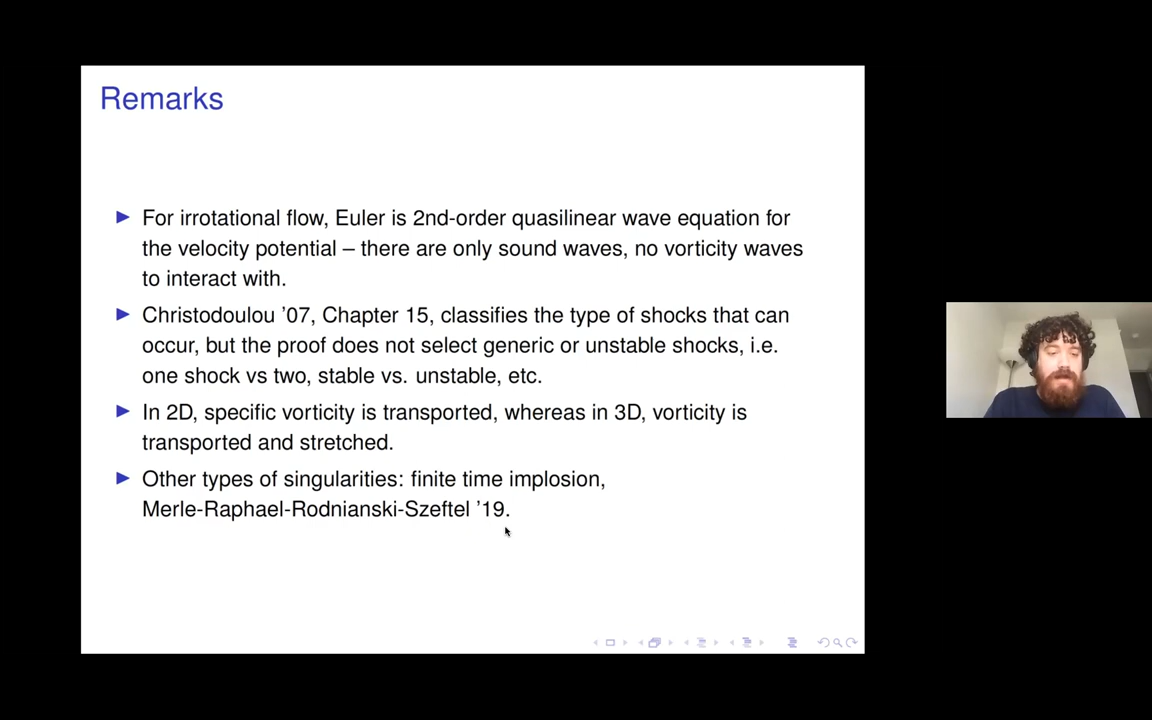 Remarks
For irrotational flow, Euler is 2nd-order quasilinear wave equation for
the velocity potential – there are only sound waves, no vorticity waves
to interact with.
Christodoulou ’07, Chapter 15, classifies the type of shocks that can
occur, but the proof does not select generic or unstable shocks, i.e.
one shock vs two, stable vs. unstable, etc.
In 2D, specific vorticity is transported, whereas in 3D, vorticity is
transported and stretched.
Other types of singularities: finite time implosion,
Merle-Raphael-Rodnianski-Szeftel ’19.